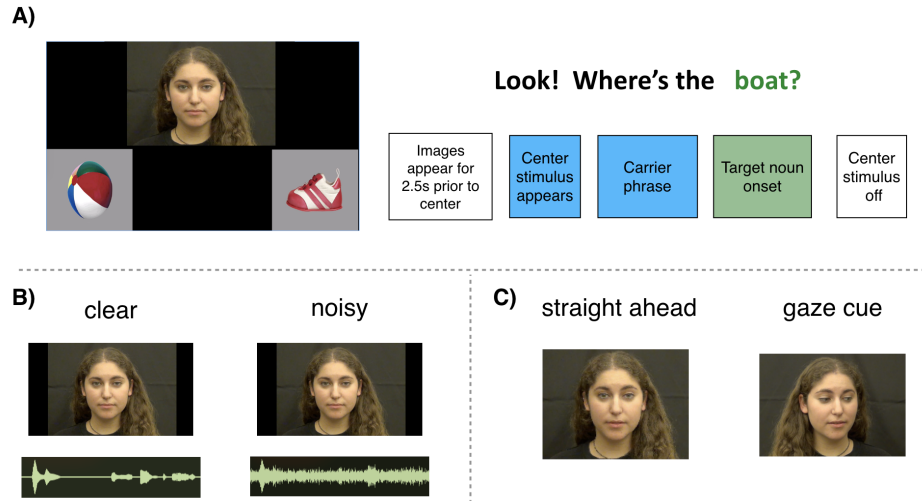 A)
Look! Where's the boat?
Images
appear for
2.5s prior to
center
Center
stimulus
appears
Carrier
phrase
Target noun
onset
Center
stimulus
off
B)
clear
noisy
C)
straight ahead
gaze cue